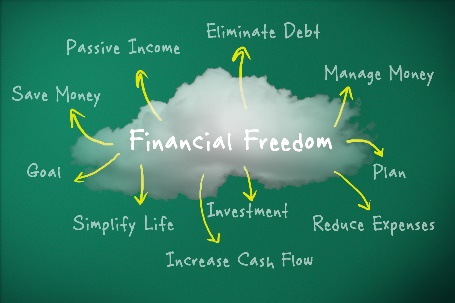 Eliminate Debt
Passive Income
Manage Money
Save Money
Financial Freedom
Goal
Plan
Simplify Life
Investment
Reduce Expenses
Increase Cash Flow